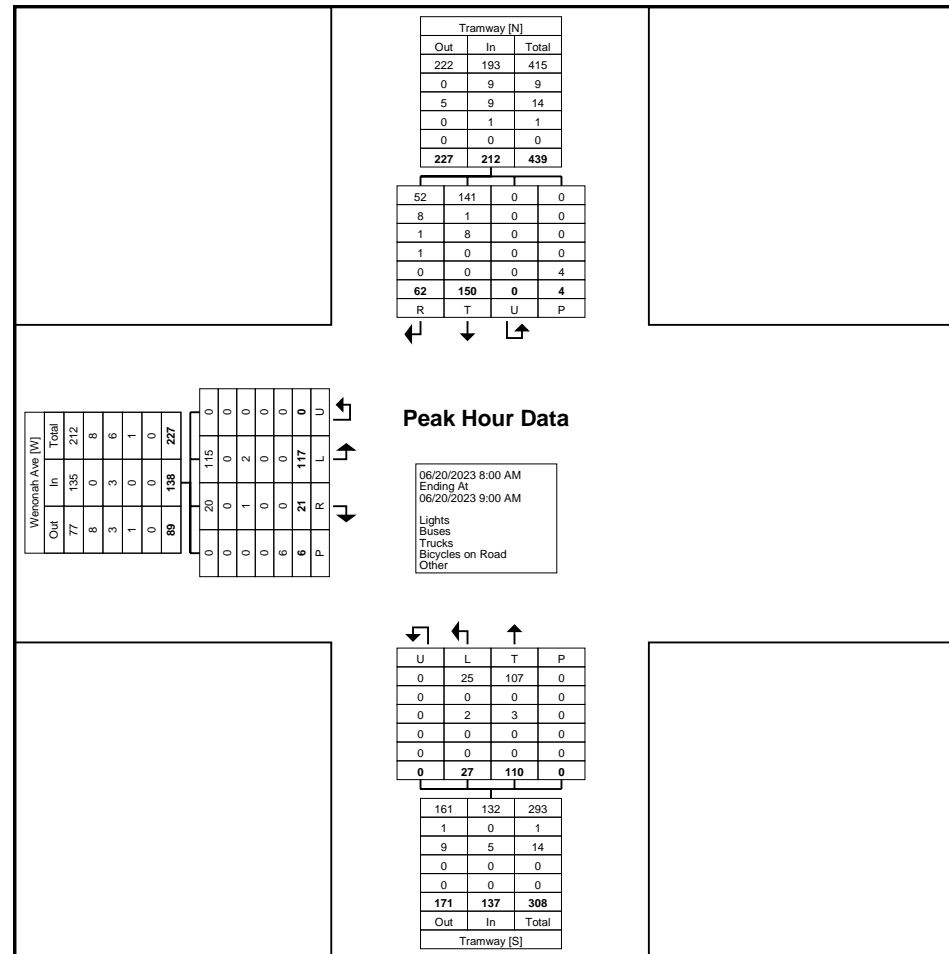 Tramway [N]
Out In Total
222 193 415
0 9 9
5 9 14
0 1 1
0 0 0
227 212 439
52 141 0 0
8 1 0 0
1 8 0 0
1 0 0 0
0 0 0 4
62 150 0 4
R T U P
Wenonah Ave [W]
Out In Total
77 135 212
8 0 8
3 3 6
1 0 1
0 0 0
89 138 227
0 115 20 0
0 0 0 0
0 2 1 0
0 0 0 0
0 0 0 6
0 117 21 6
U L R P
Peak Hour Data
06/20/2023 8:00 AM
Ending At
06/20/2023 9:00 AM
Lights
Buses
Trucks
Bicycles on Road
Other
U L T P
0 25 107 0
0 0 0 0
0 2 3 0
0 0 0 0
0 0 0 0
0 27 110 0
161 132 293
1 0 1
9 5 14
0 0 0
0 0 0
171 137 308
Out In Total
Tramway [S]